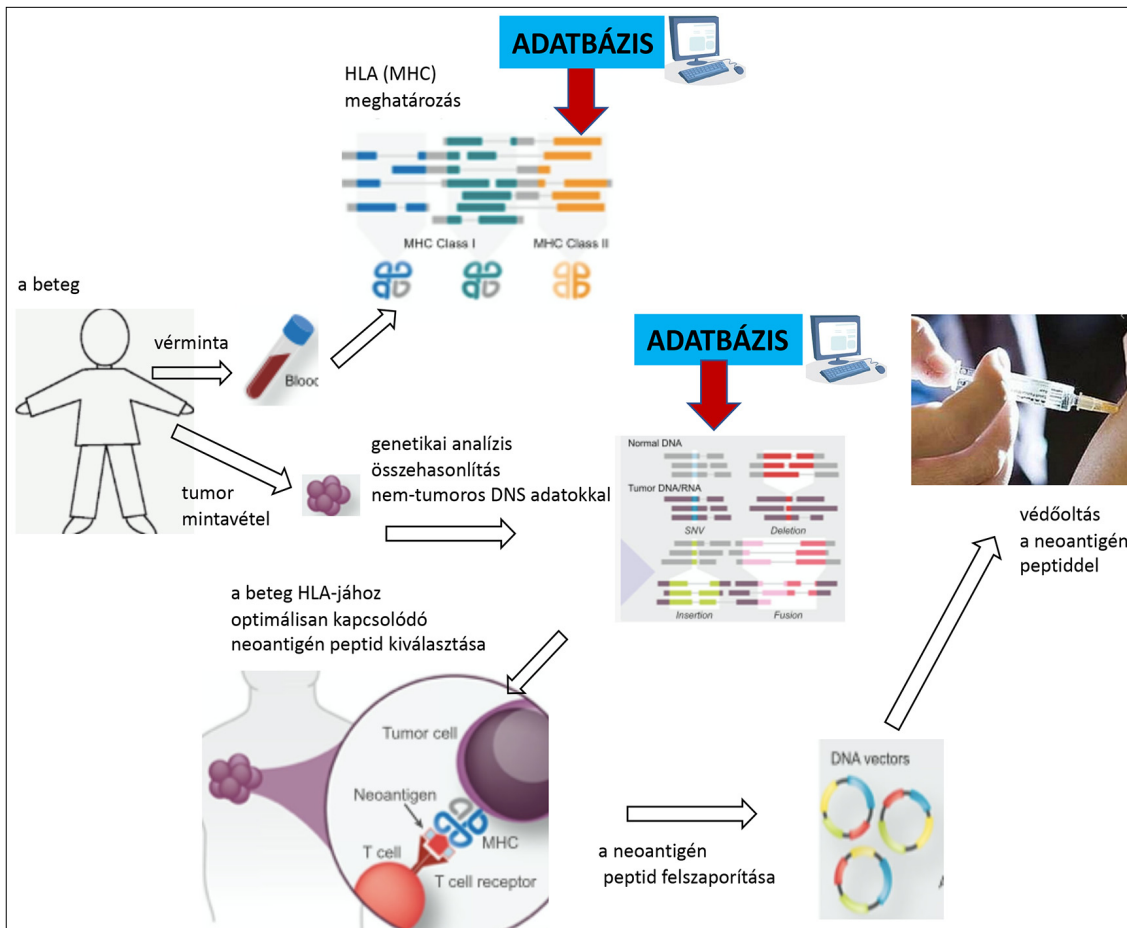 ADATBÁZIS
HLA (MHC)
meghatározás
MHC Class I
MHC Class II
a beteg
vérminta
Blood
tumor
mintavétel
genetikai analízis
összehasonlítás
nem-tumoros DNS adatokkal
ADATBÁZIS
Normal DNA
Tumor DNA/RNA
SNV
Deletion
Insertion
Fusion
védőoltás
a neoantigén
peptiddel
a beteg HLA-jához
optimálisan kapcsolódó
neoantigén peptid kiválasztása
Tumor cell
Neoantigen
MHC
T cell
T cell receptor
a neoantigén
peptid felszaporítása
DNA vectors